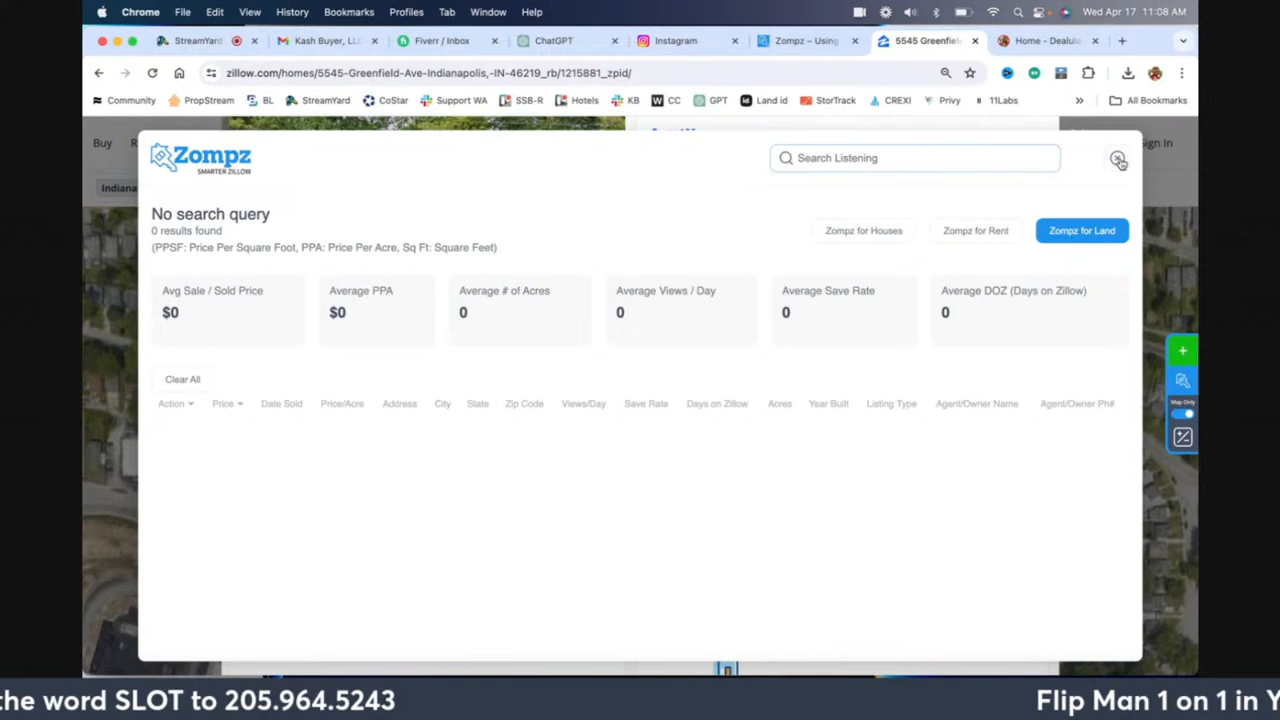 Chrome File Edit View History Bookmarks Profiles Tab Window Help Wed Apr 17 11:08 AM
StreamYard Kash Buyer, LL Fiverr / Inbox ChatGPT Instagram Zompz – Using 5545 Greenfiel Home - Dealula
zillow.com/homes/5545-Greenfield-Ave-Indianapolis,-IN-46219_rb/1215881_zpid/
Community PropStream BL StreamYard CoStar Support WA SSB-R Hotels KB CC GPT Land id StorTrack CREXI Privy 11Labs » All Bookmarks
Buy R Sign In
Zompz
SMARTER ZILLOW
Search Listening
Indiana
No search query
0 results found
(PPSF: Price Per Square Foot, PPA: Price Per Acre, Sq Ft: Square Feet)
Zompz for Houses Zompz for Rent Zompz for Land
Avg Sale / Sold Price Average PPA Average # of Acres Average Views / Day Average Save Rate Average DOZ (Days on Zillow)
$0 $0 0 0 0 0
Clear All
Action Price Date Sold Price/Acre Address City State Zip Code Views/Day Save Rate Days on Zillow Acres Year Built Listing Type Agent/Owner Name Agent/Owner Ph#
Map Only
the word SLOT to 205.964.5243 Flip Man 1 on 1 in Y